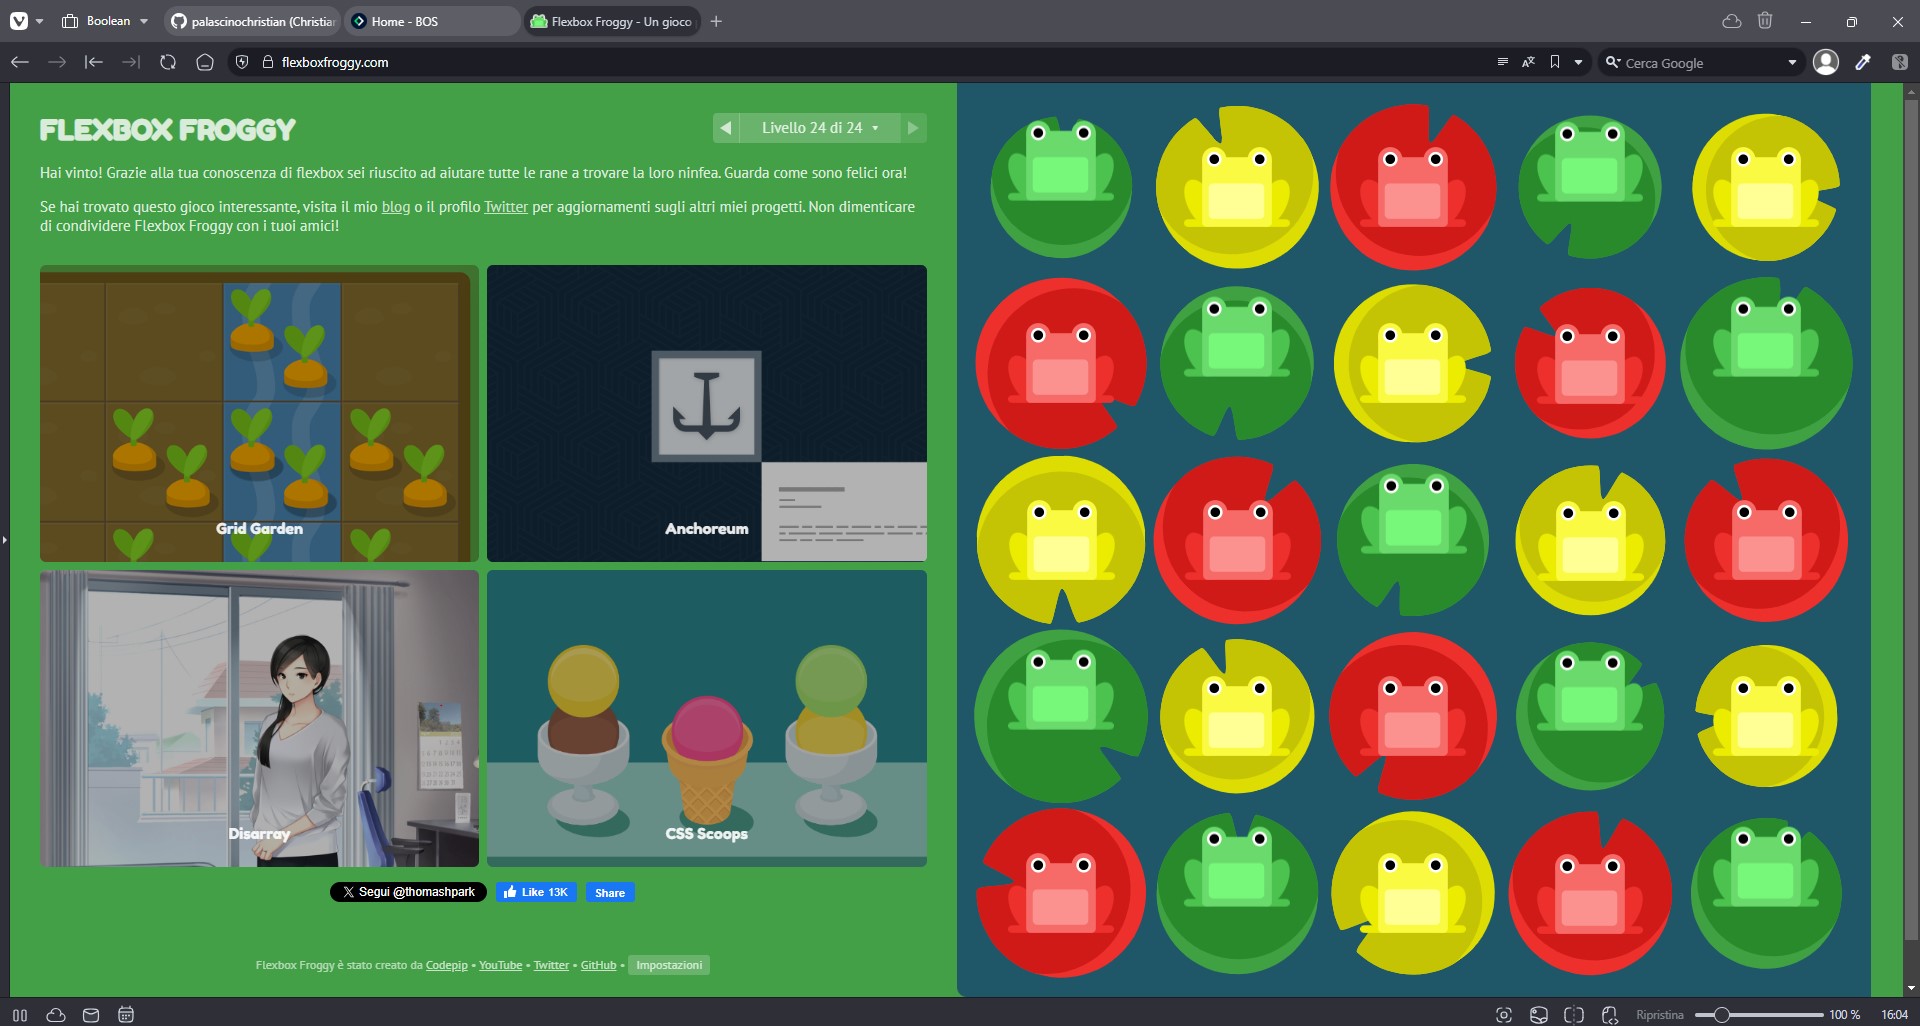 Boolean
palascinochristian (Christian
Home - BOS
Flexbox Froggy - Un gioco
flexboxfroggy.com
Cerca Google
FLEXBOX FROGGY
Livello 24 di 24
Hai vinto! Grazie alla tua conoscenza di flexbox sei riuscito ad aiutare tutte le rane a trovare la loro ninfea. Guarda come sono felici ora!
Se hai trovato questo gioco interessante, visita il mio blog o il profilo Twitter per aggiornamenti sugli altri miei progetti. Non dimenticare
di condividere Flexbox Froggy con i tuoi amici!
Grid Garden
Anchoreum
Disarray
CSS Scoops
Segui @thomashpark
Like 13K
Share
Flexbox Froggy è stato creato da Codepip • YouTube • Twitter • GitHub • Impostazioni
Ripristina
100 %
16:04